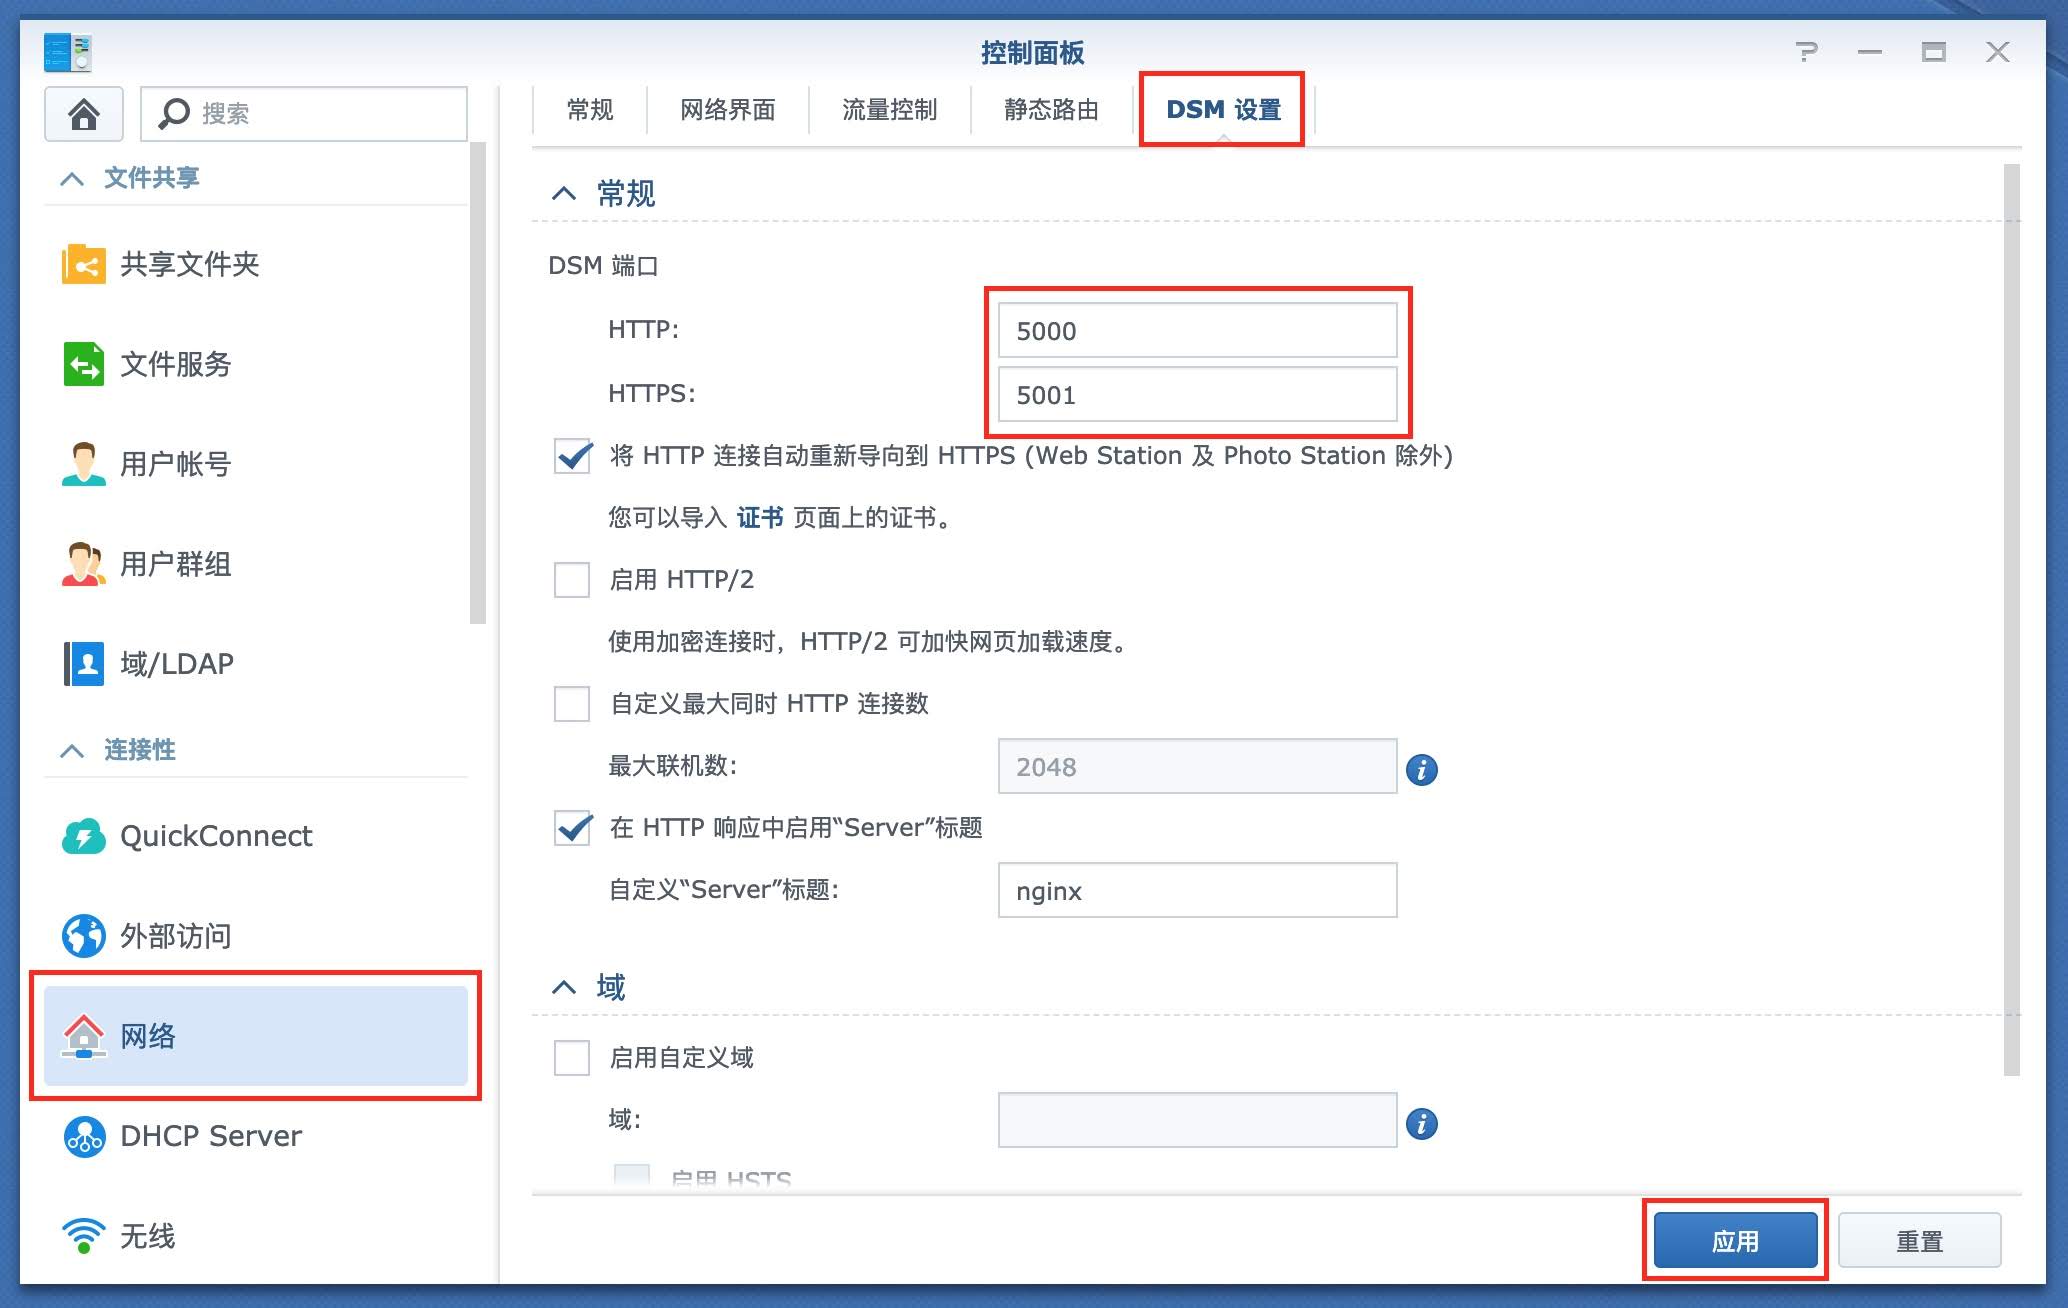 控制面板
搜索
文件共享
共享文件夹
文件服务
用户帐号
用户群组
域/LDAP
连接性
QuickConnect
外部访问
网络
DHCP Server
无线
常规 网络界面 流量控制 静态路由 DSM 设置
常规
DSM 端口
HTTP: 5000
HTTPS: 5001
将 HTTP 连接自动重新导向到 HTTPS (Web Station 及 Photo Station 除外)
您可以导入 证书 页面上的证书。
启用 HTTP/2
使用加密连接时，HTTP/2 可加快网页加载速度。
自定义最大同时 HTTP 连接数
最大联机数: 2048
在 HTTP 响应中启用“Server”标题
自定义“Server”标题: nginx
域
启用自定义域
域:
启用 HSTS
应用 重置